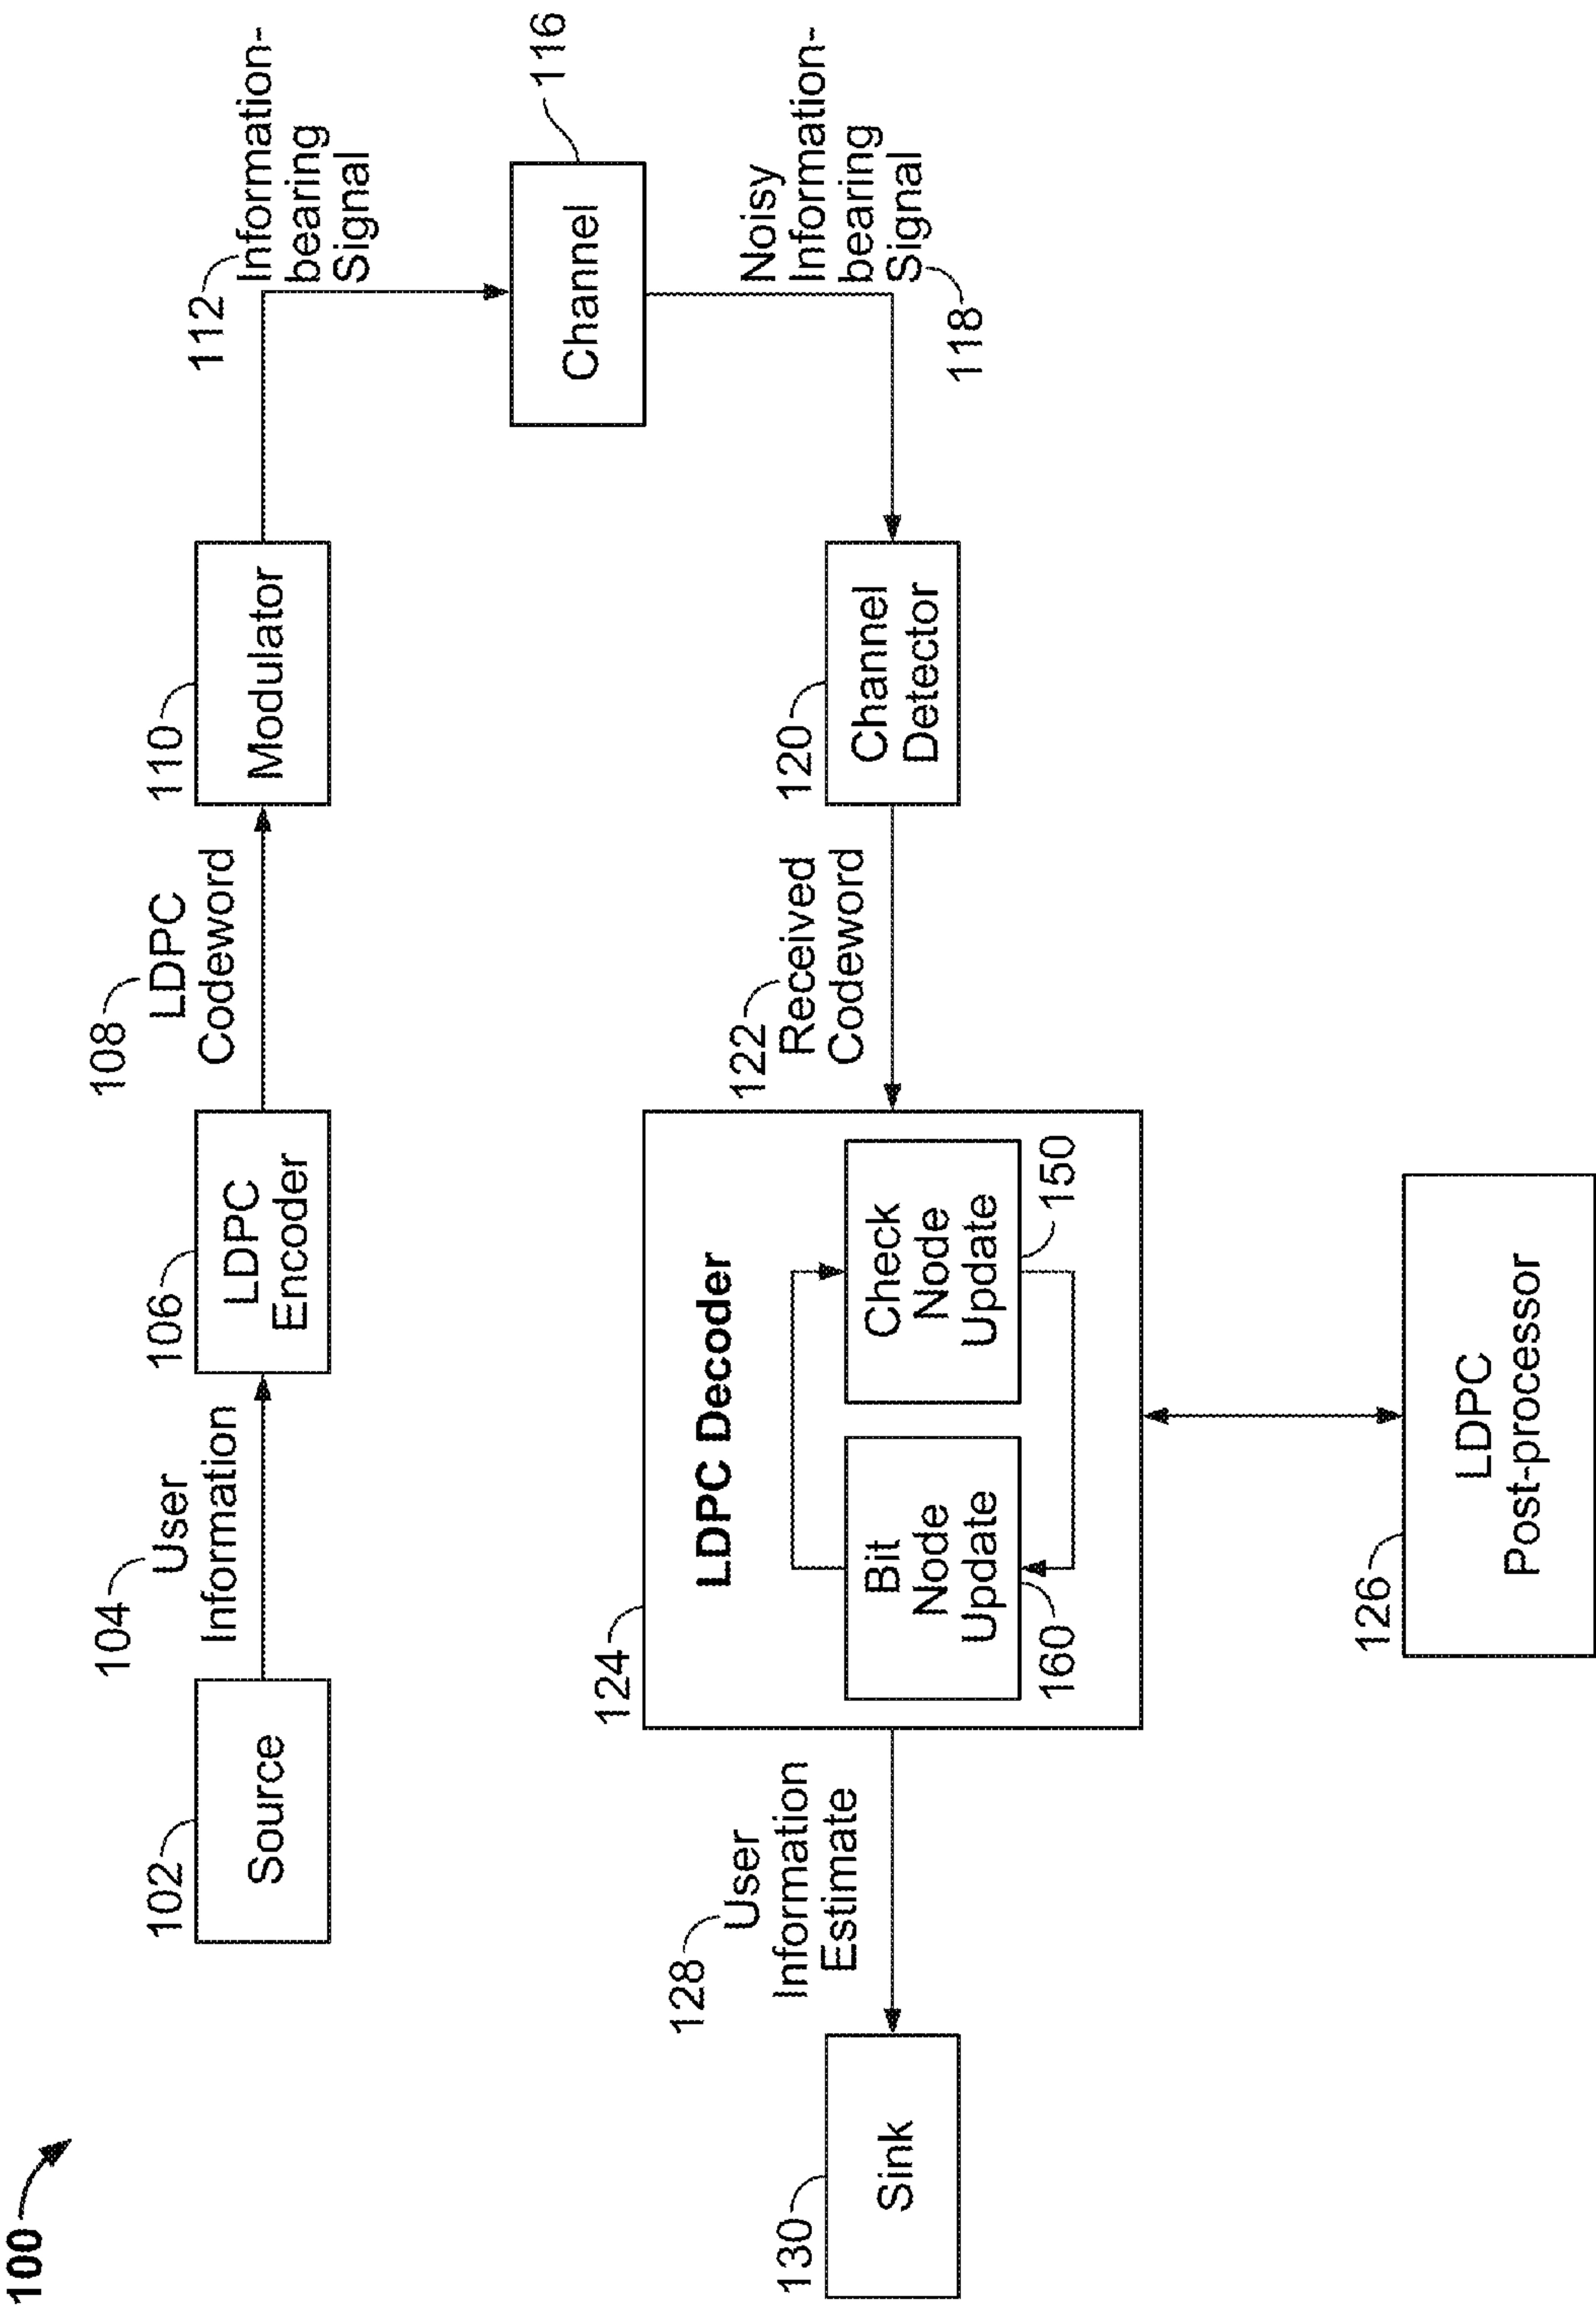 100
104
User
Information
108
LDPC
Codeword
112
Information-
bearing
Signal
102
Source
106
LDPC
Encoder
110
Modulator
Channel
116
128
User
Information
Estimate
124
LDPC Decoder
Bit
Node
Update
160
Check
Node
Update
150
122
Received
Codeword
120
Channel
Detector
Noisy
Information-
bearing
Signal
118
130
Sink
126
LDPC
Post-processor